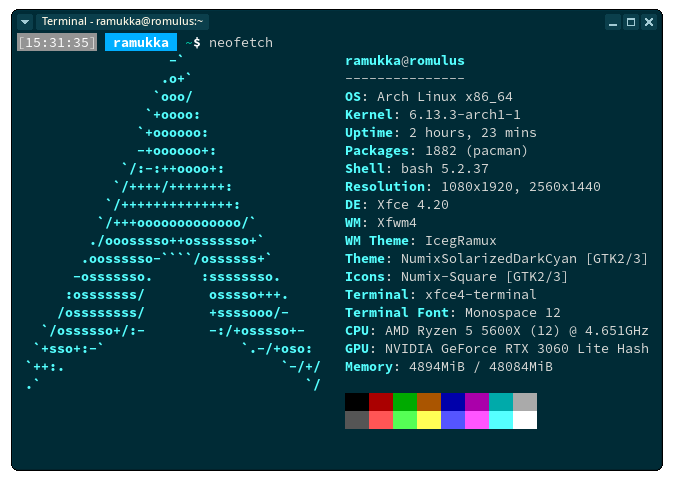 Terminal - ramukka@romulus:~
[15:31:35] ramukka ~$ neofetch
-`
.o+`
`ooo/
`+oooo:
`+oooooo:
-+oooooo+:
`/:-:++oooo+:
`/++++/+++++++:
`/++++++++++++++:
`/+++ooooooooooooo/`
./ooosssso++osssssso+`
.oossssso-````/ossssss+`
-osssssso.      :ssssssso.
:osssssss/        osssso+++.
/ossssssss/        +ssssooo/-
`/ossssso+/:-        -:/+osssso+-
`+sso+:-`                 `.-/+oso:
`++:.                           `-/+/
.`                                 `/
ramukka@romulus
---------------
OS: Arch Linux x86_64
Kernel: 6.13.3-arch1-1
Uptime: 2 hours, 23 mins
Packages: 1882 (pacman)
Shell: bash 5.2.37
Resolution: 1080x1920, 2560x1440
DE: Xfce 4.20
WM: Xfwm4
WM Theme: IcegRamux
Theme: NumixSolarizedDarkCyan [GTK2/3]
Icons: Numix-Square [GTK2/3]
Terminal: xfce4-terminal
Terminal Font: Monospace 12
CPU: AMD Ryzen 5 5600X (12) @ 4.651GHz
GPU: NVIDIA GeForce RTX 3060 Lite Hash
Memory: 4894MiB / 48084MiB